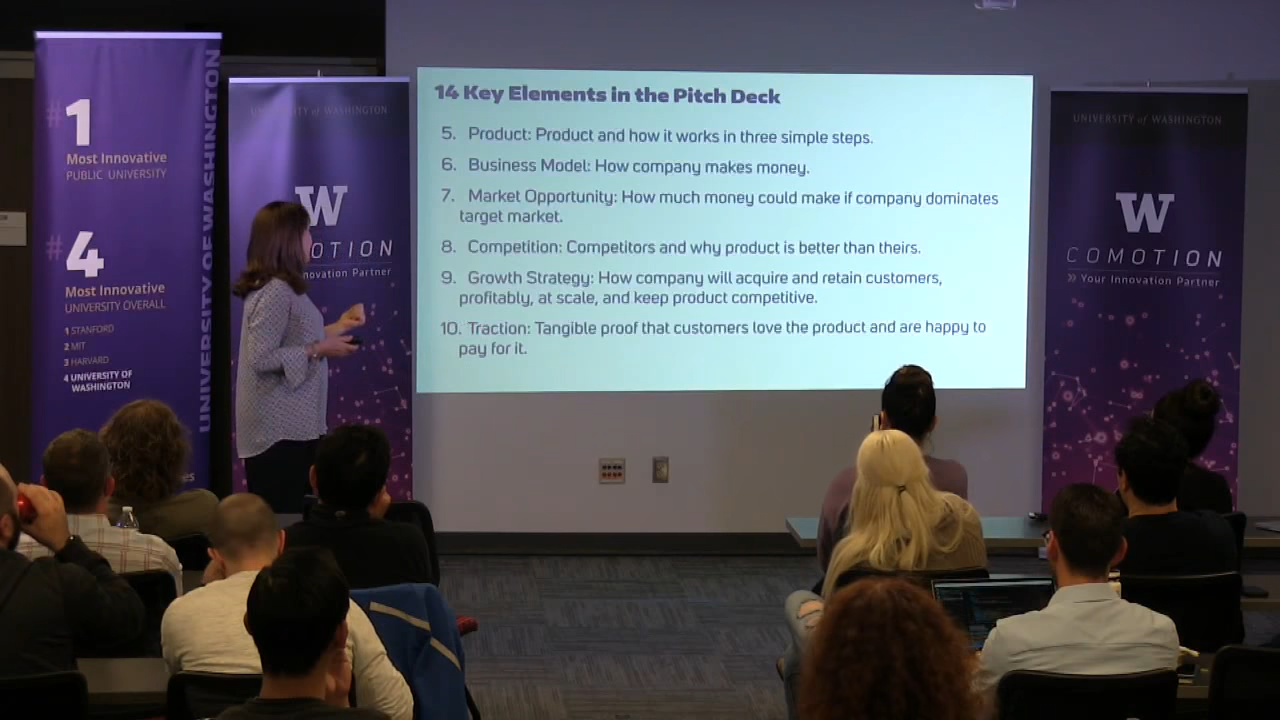 #1
Most Innovative
PUBLIC UNIVERSITY
#4
Most Innovative
UNIVERSITY OVERALL
1 STANFORD
2 MIT
3 HARVARD
4 UNIVERSITY OF
WASHINGTON
UNIVERSITY OF WASHINGTON
UNIVERSITY of WASHINGTON
W
OTION
novation Partner
14 Key Elements in the Pitch Deck
5. Product: Product and how it works in three simple steps.
6. Business Model: How company makes money.
7. Market Opportunity: How much money could make if company dominates
target market.
8. Competition: Competitors and why product is better than theirs.
9. Growth Strategy: How company will acquire and retain customers,
profitably, at scale, and keep product competitive.
10. Traction: Tangible proof that customers love the product and are happy to
pay for it.
UNIVERSITY of WASHINGTON
W
COMOTION
» Your Innovation Partner